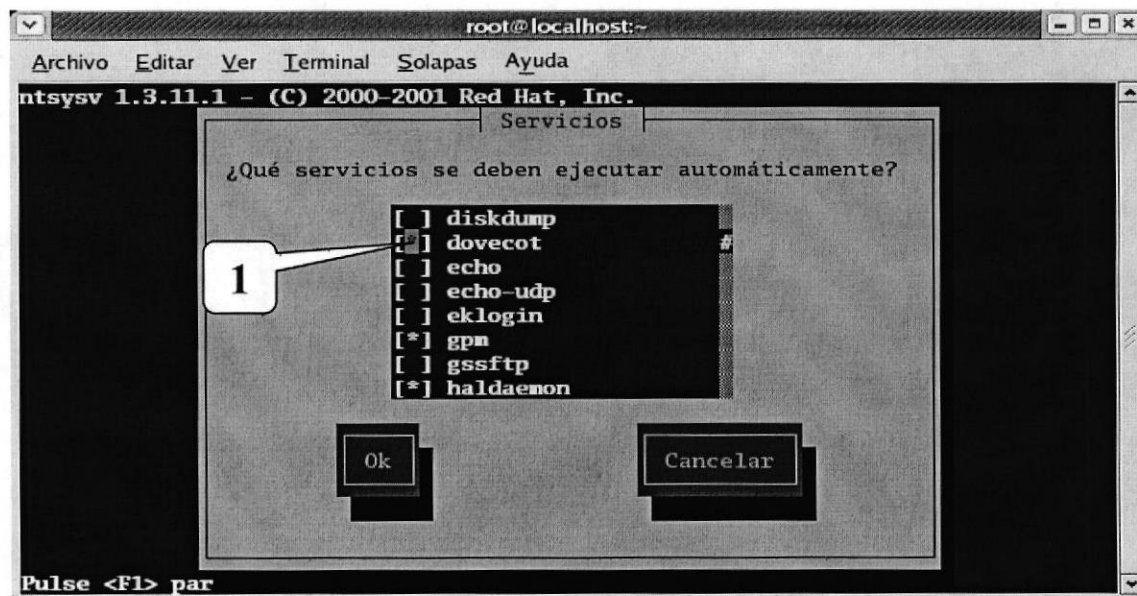 root@localhost:~
Archivo Editar Ver Terminal Solapas Ayuda
ntsysv 1.3.11.1 – (C) 2000–2001 Red Hat, Inc.
Servicios
¿Qué servicios se deben ejecutar automáticamente?
[ ] diskdump
[*] dovecot #
[ ] echo
[ ] echo-udp
[ ] eklogin
[*] gpm
[ ] gssftp
[*] haldaemon
1
Ok Cancelar
Pulse <F1> par